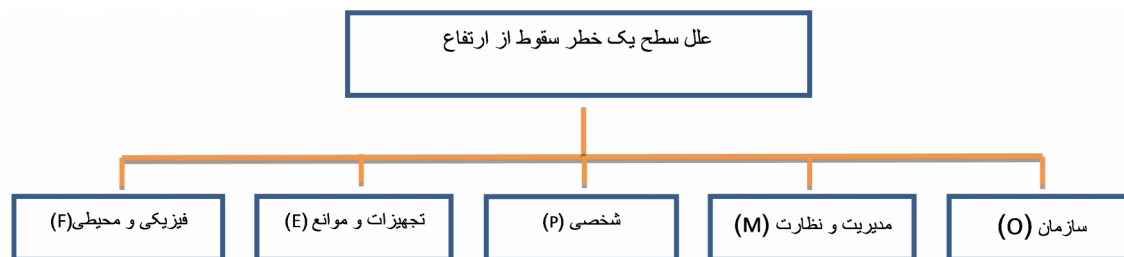 علل سطح یک خطر سقوط از ارتفاع
سازمان (O)
مدیریت و نظارت (M)
شخصی (P)
تجهیزات و موانع (E)
فیزیکی و محیطی(F)